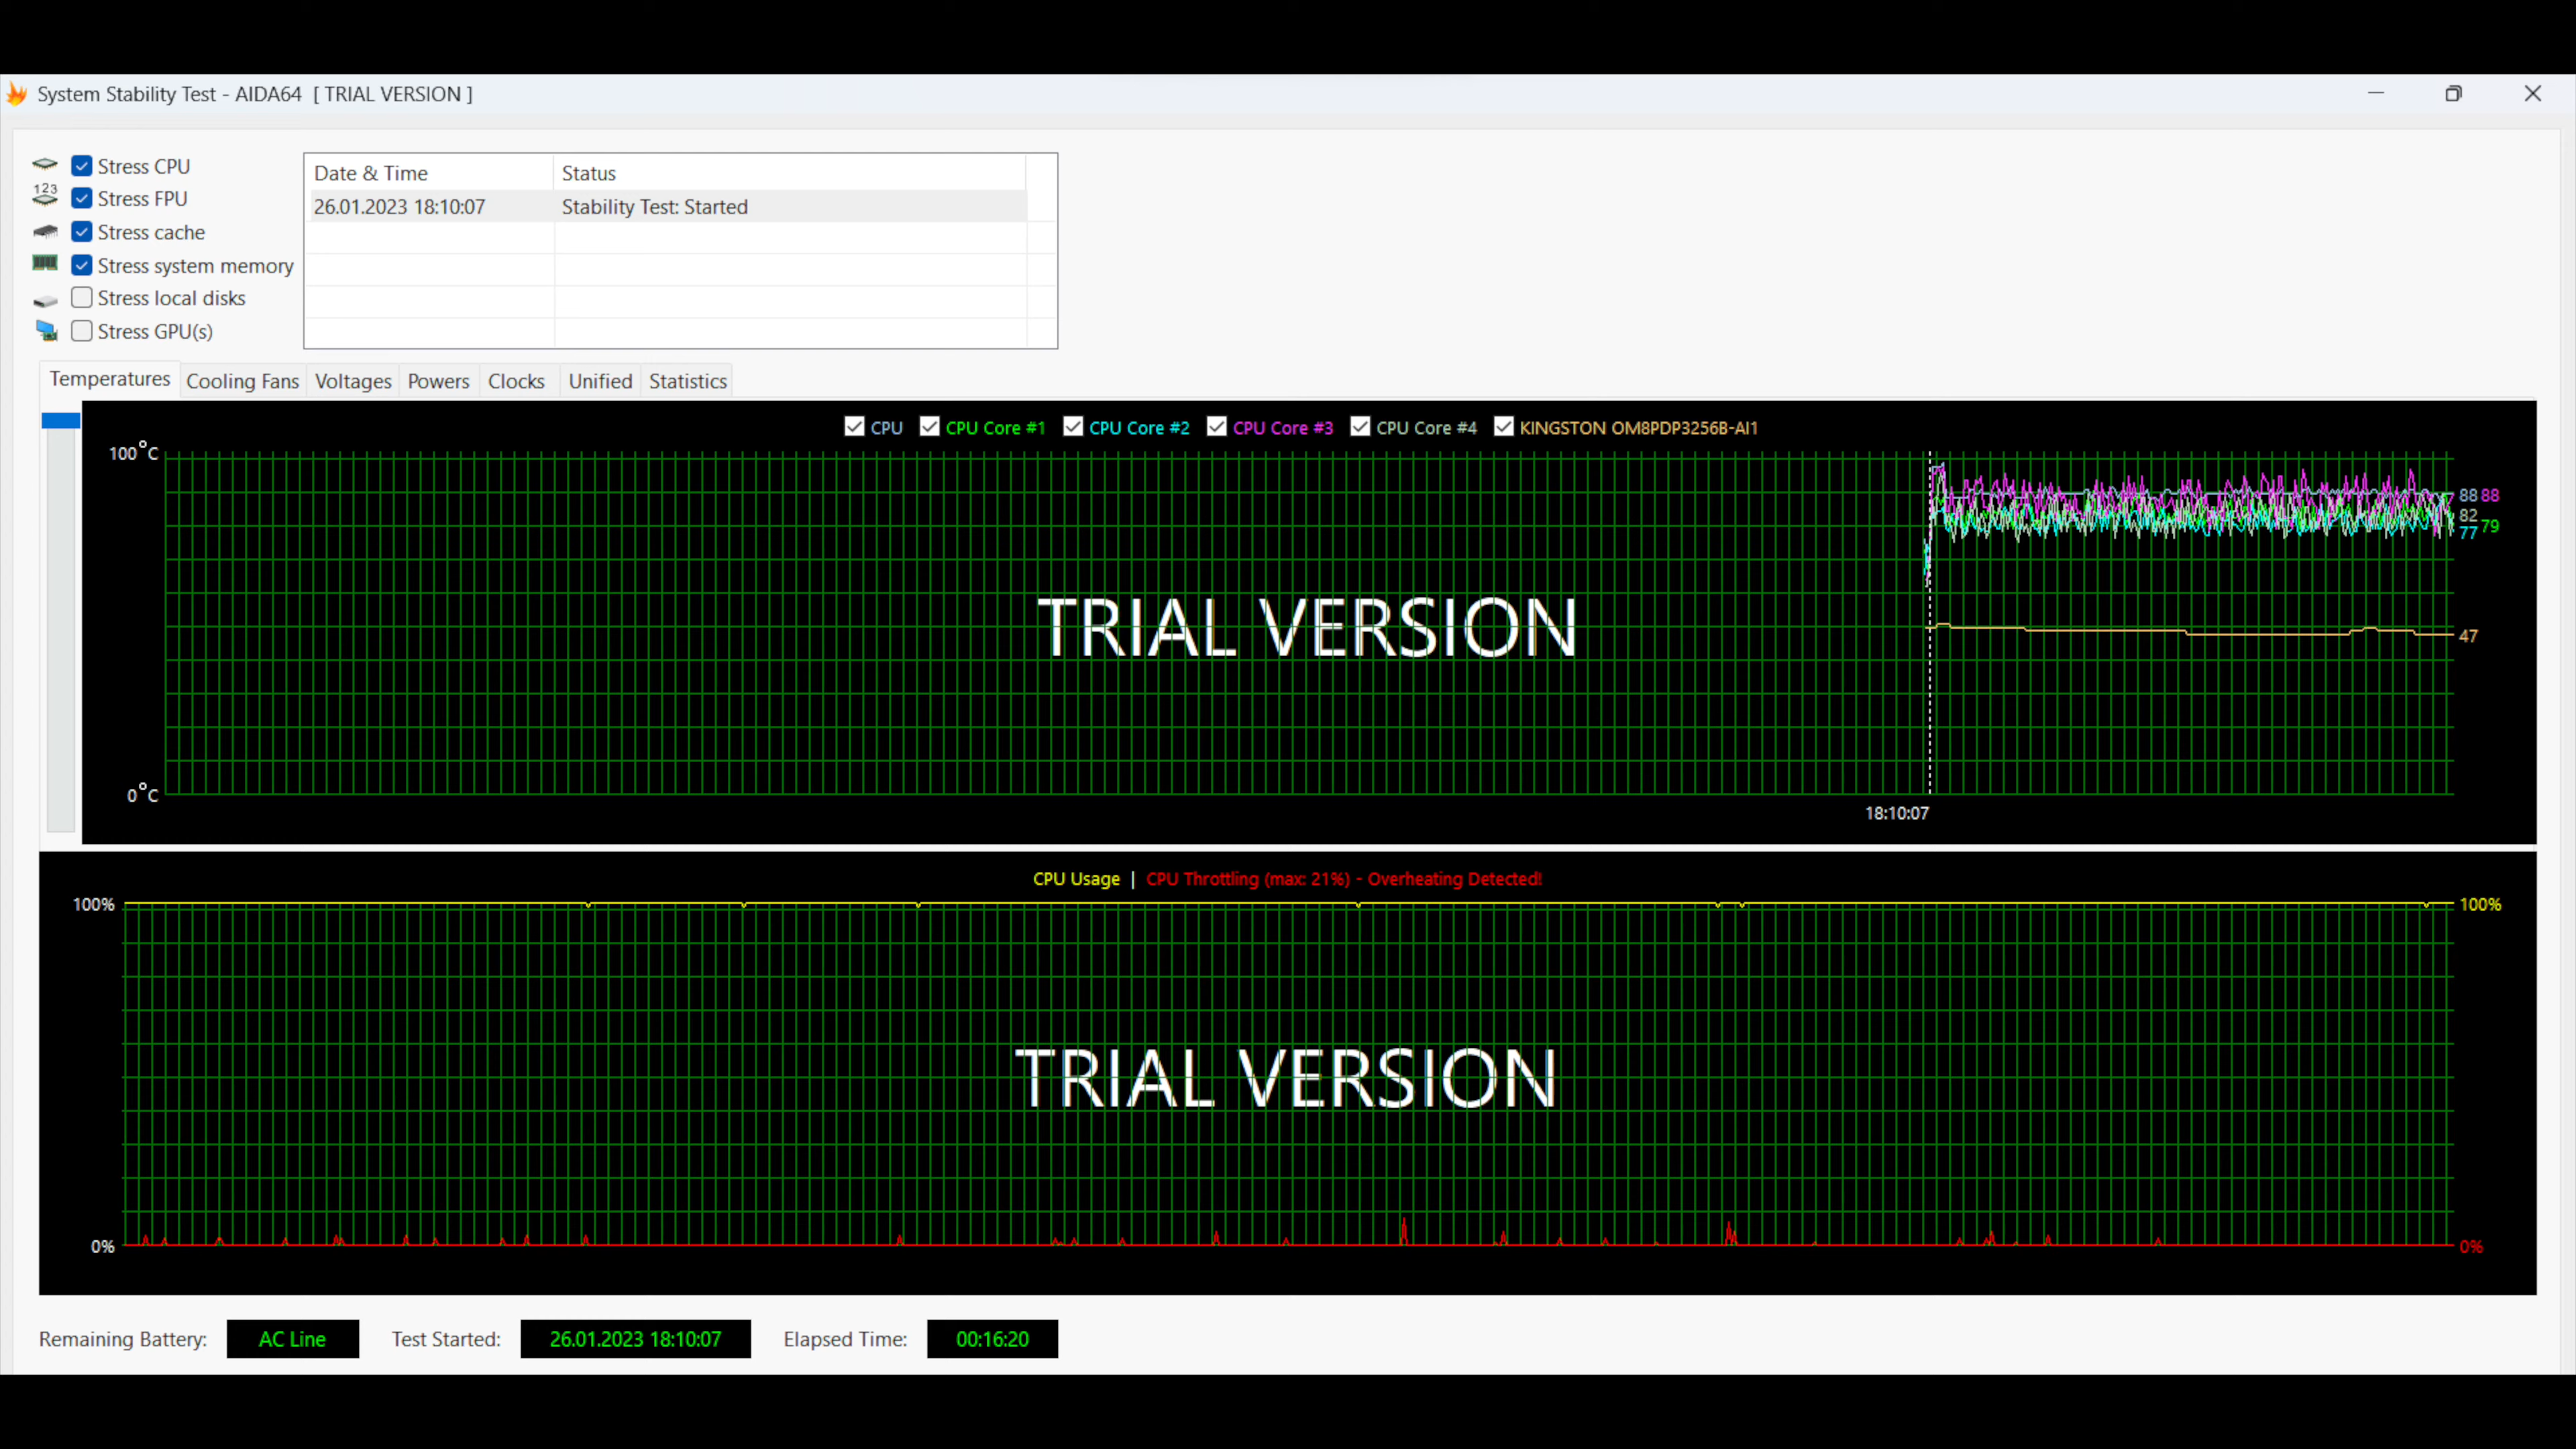 System Stability Test - AIDA64 [ TRIAL VERSION ]
Stress CPU
123
Stress FPU
Stress cache
Stress system memory
Stress local disks
Stress GPU(s)
Date & Time Status
26.01.2023 18:10:07 Stability Test: Started
Temperatures Cooling Fans Voltages Powers Clocks Unified Statistics
CPU CPU Core #1 CPU Core #2 CPU Core #3 CPU Core #4 KINGSTON OM8PDP3256B-AI1
100°C
88 88
82
77 79
TRIAL VERSION
47
0°C
18:10:07
CPU Usage | CPU Throttling (max: 21%) - Overheating Detected!
100% 100%
TRIAL VERSION
0% 0%
Remaining Battery: AC Line Test Started: 26.01.2023 18:10:07 Elapsed Time: 00:16:20